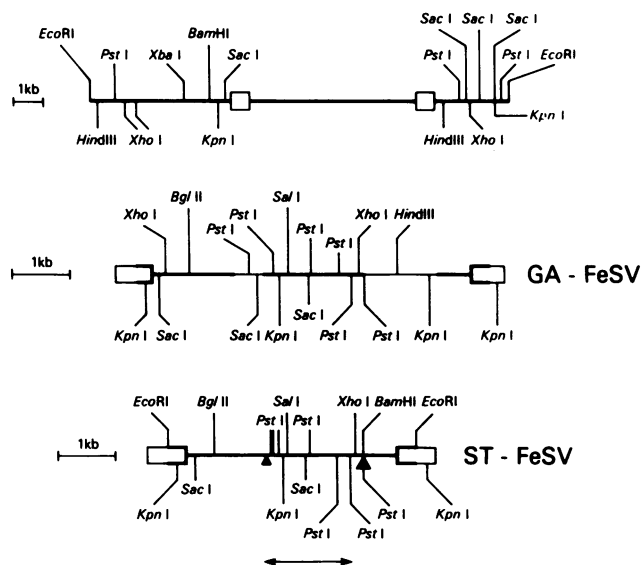 Sac I Sac I Sac I
EcoRI Pst I Xba I BamHI Sac I Pst I Pst I EcoRI
1kb
HindIII Xho I Kpn I HindIII Xho I Kpn I
Xho I Bgl II Pst I Pst I Sal I Pst I Pst I Xho I HindIII
1kb
GA - FeSV
Kpn I Sac I Sac I Kpn I Sac I Pst I Pst I Kpn I Kpn I
EcoRI Bgl II Pst I Sal I Pst I Xho I BamHI EcoRI
1kb
ST - FeSV
Kpn I Sac I Kpn I Sac I Pst I Pst I Pst I Kpn I